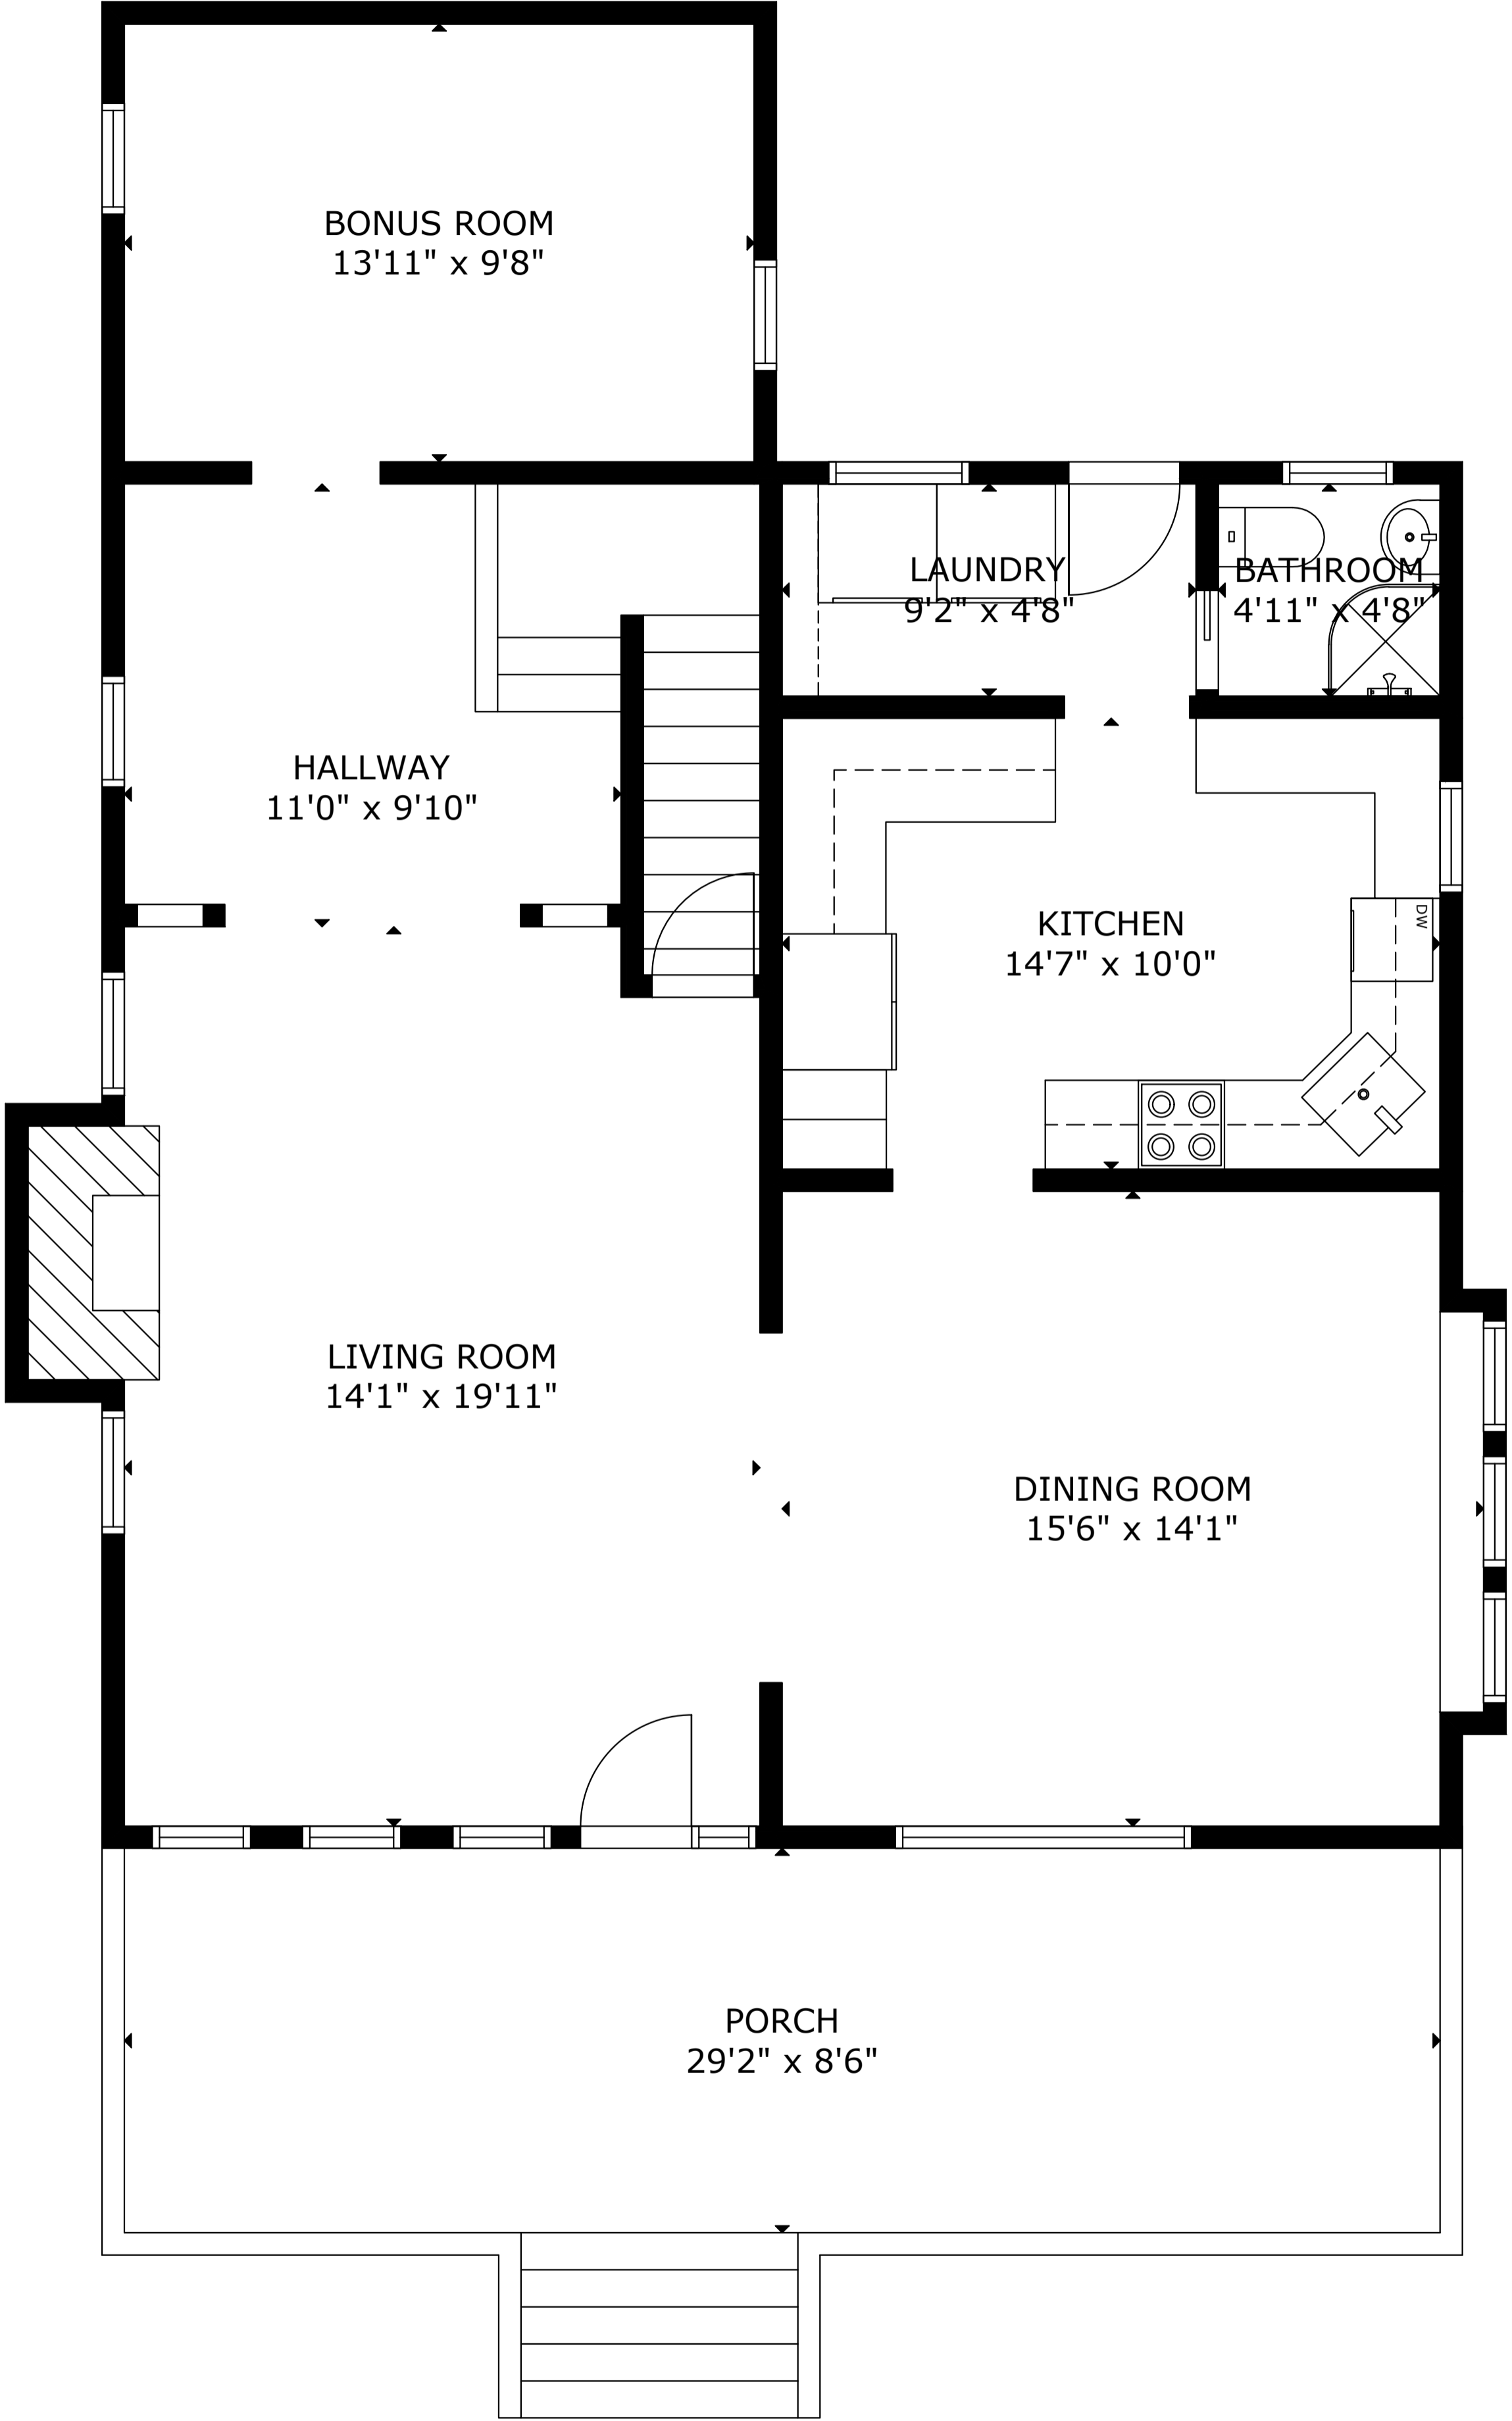 BONUS ROOM
13'11" x 9'8"
LAUNDRY
9'2" x 4'8"
BATHROOM
4'11" x 4'8"
HALLWAY
11'0" x 9'10"
KITCHEN
14'7" x 10'0"
DW
LIVING ROOM
14'1" x 19'11"
DINING ROOM
15'6" x 14'1"
PORCH
29'2" x 8'6"